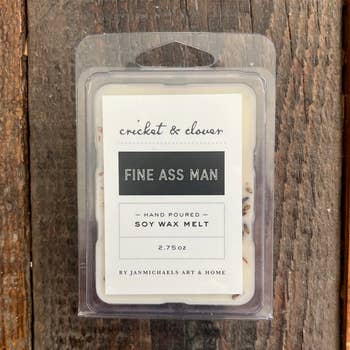 cricket & clover
FINE ASS MAN
— HAND POURED —
SOY WAX MELT
2.75oz
BY JANMICHAELS ART & HOME